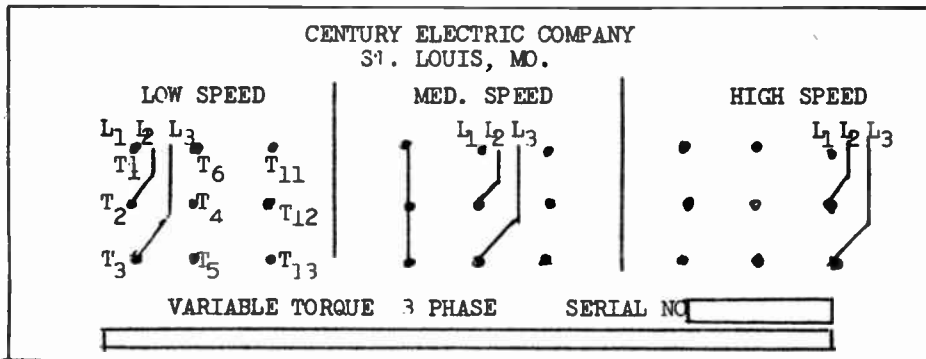 CENTURY ELECTRIC COMPANY
ST. LOUIS, MO.
LOW SPEED MED. SPEED HIGH SPEED
L1 L2 L3 L1 L2 L3 L1 L2 L3
T1 T6 T11
T2 T4 T12
T3 T5 T13
VARIABLE TORQUE 3 PHASE SERIAL NO